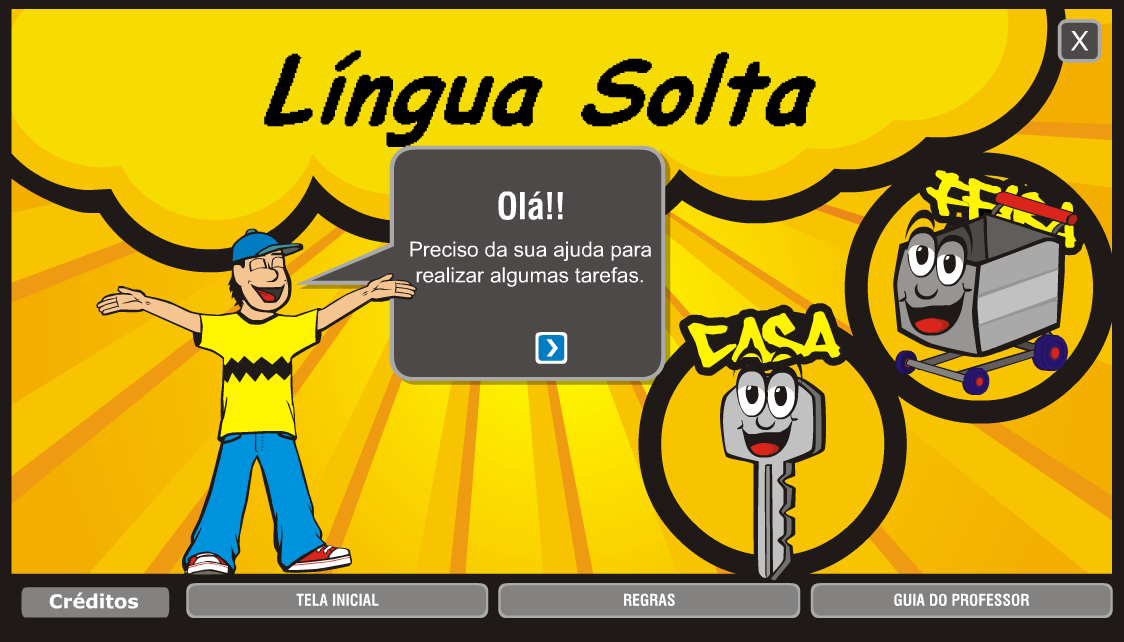 Língua Solta
X
Olá!!
Preciso da sua ajuda para
realizar algumas tarefas.
FEIRA
CASA
Créditos
TELA INICIAL
REGRAS
GUIA DO PROFESSOR